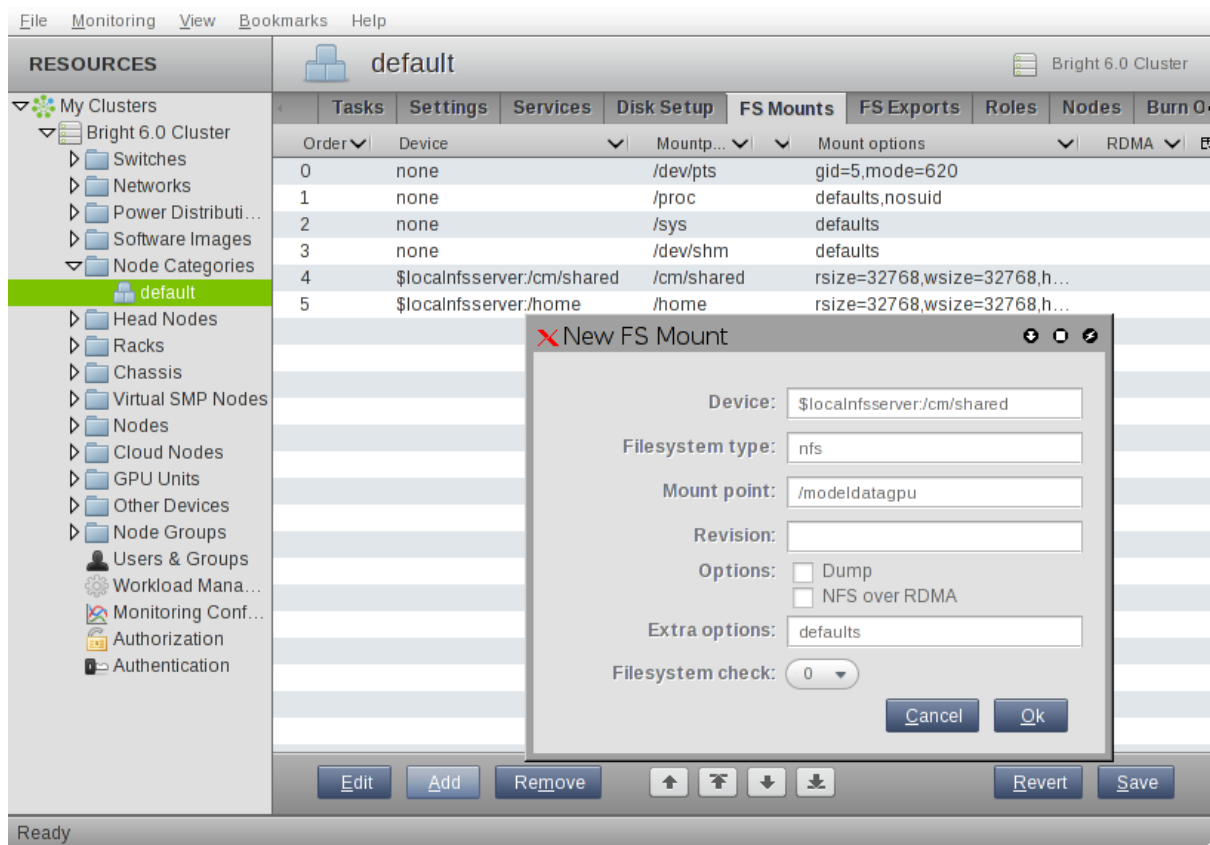 File Monitoring View Bookmarks Help
RESOURCES
default
Bright 6.0 Cluster
My Clusters
Bright 6.0 Cluster
Switches
Networks
Power Distributi...
Software Images
Node Categories
default
Head Nodes
Racks
Chassis
Virtual SMP Nodes
Nodes
Cloud Nodes
GPU Units
Other Devices
Node Groups
Users & Groups
Workload Mana...
Monitoring Conf...
Authorization
Authentication
Tasks Settings Services Disk Setup FS Mounts FS Exports Roles Nodes Burn
Order Device Mountp... Mount options RDMA
0 none /dev/pts gid=5,mode=620
1 none /proc defaults,nosuid
2 none /sys defaults
3 none /dev/shm defaults
4 $localnfsserver:/cm/shared /cm/shared rsize=32768,wsize=32768,h...
5 $localnfsserver:/home /home rsize=32768,wsize=32768,h...
New FS Mount
Device: $localnfsserver:/cm/shared
Filesystem type: nfs
Mount point: /modeldatagpu
Revision:
Options: Dump
NFS over RDMA
Extra options: defaults
Filesystem check: 0
Cancel Ok
Edit Add Remove Revert Save
Ready